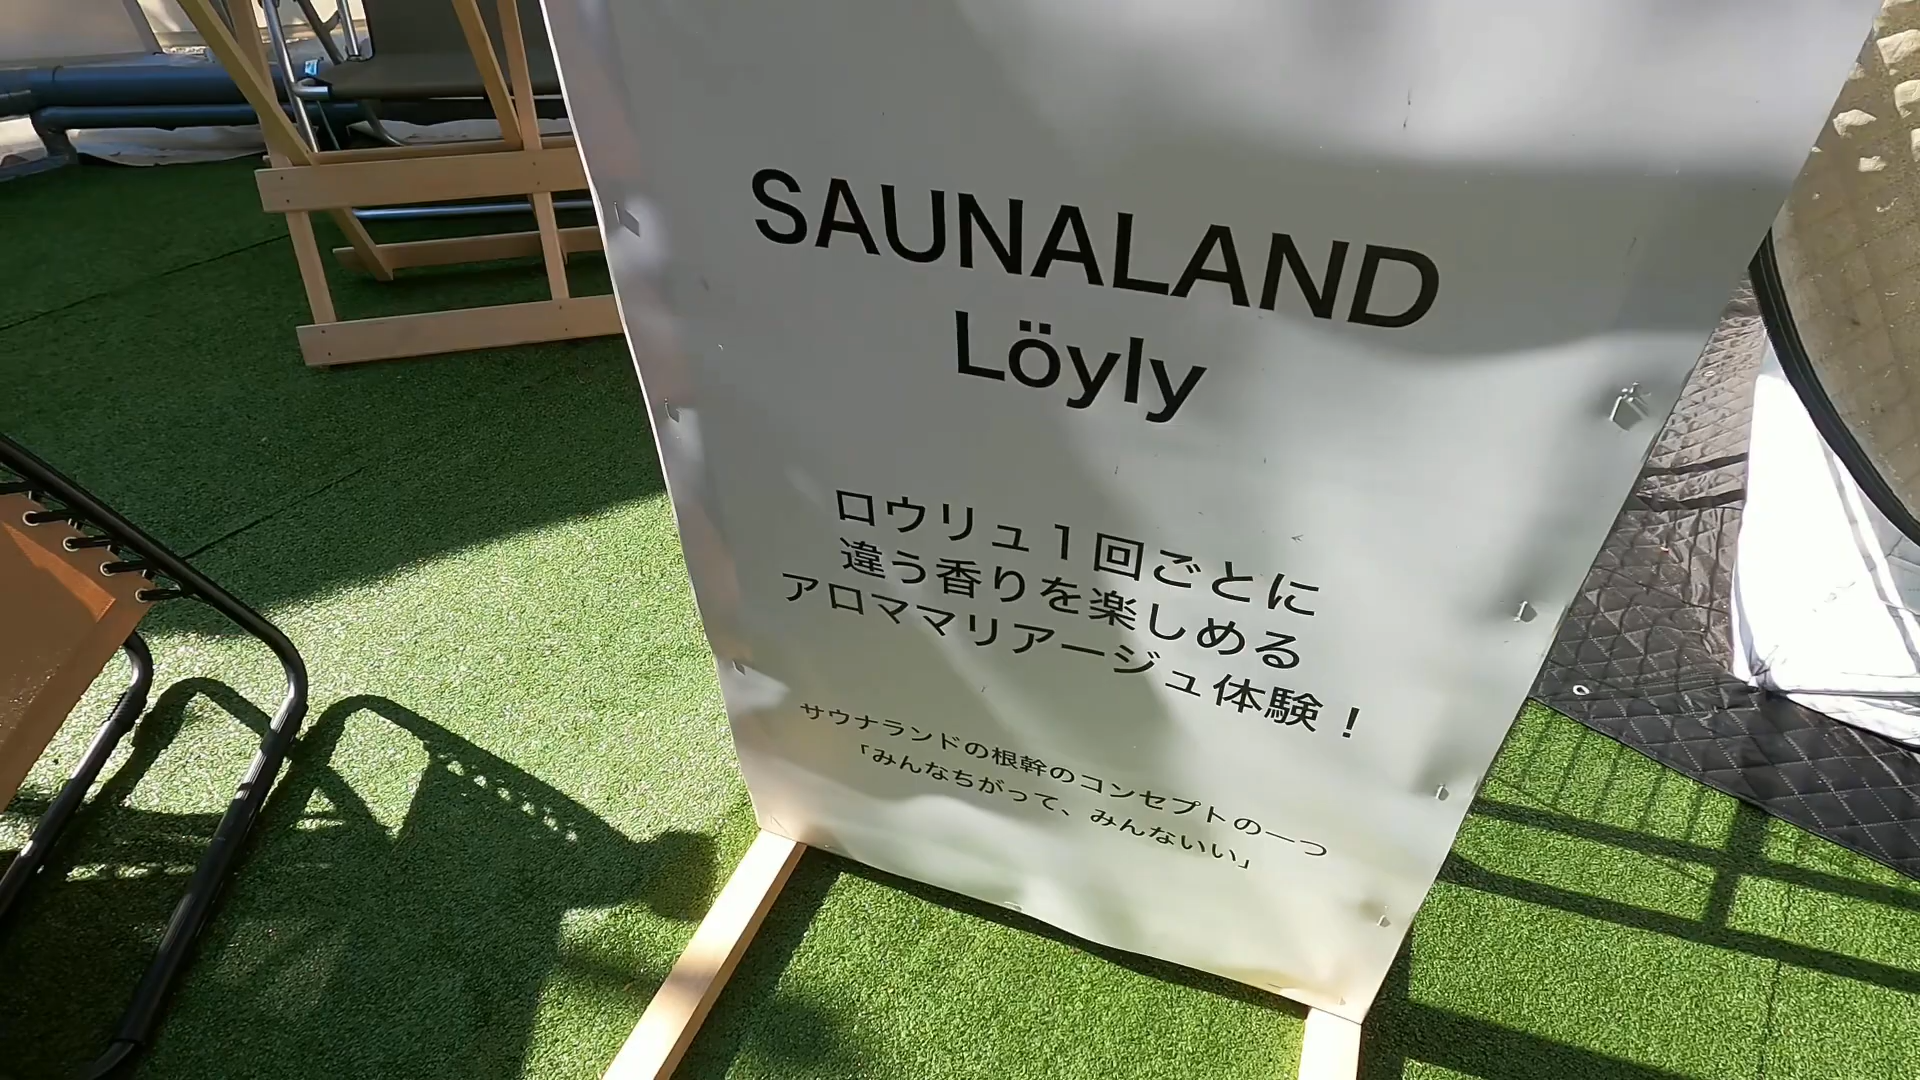 SAUNALAND
Löyly
ロウリュ1回ごとに
違う香りを楽しめる
アロママリアージュ体験！
サウナランドの根幹のコンセプトの一つ
「みんなちがって、みんないい」